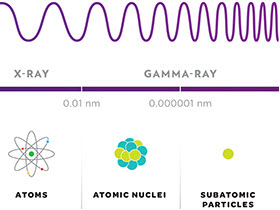 X-RAY GAMMA-RAY
0.01 nm 0.000001 nm
ATOMS ATOMIC NUCLEI SUBATOMIC
PARTICLES